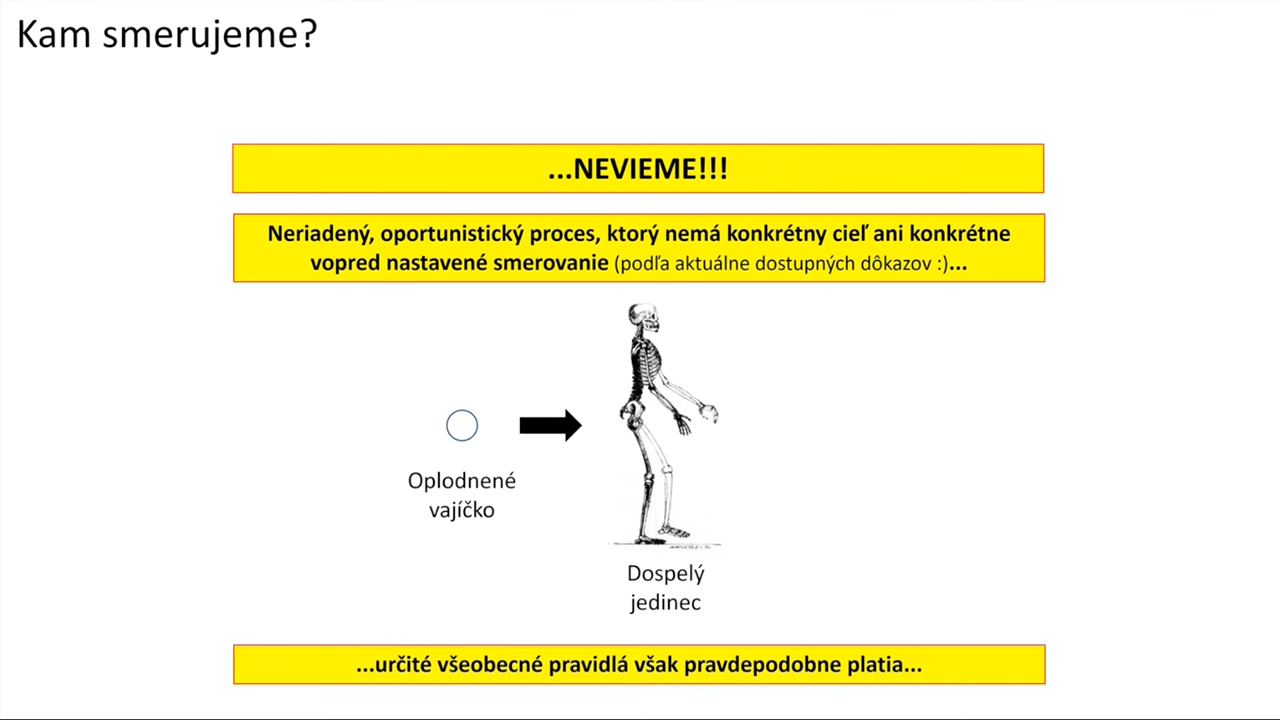 Kam smerujeme?
...NEVIEME!!!
Neriadený, oportunistický proces, ktorý nemá konkrétny cieľ ani konkrétne
vopred nastavené smerovanie (podľa aktuálne dostupných dôkazov :)...
Oplodnené
vajíčko
Dospelý
jedinec
...určité všeobecné pravidlá však pravdepodobne platia...